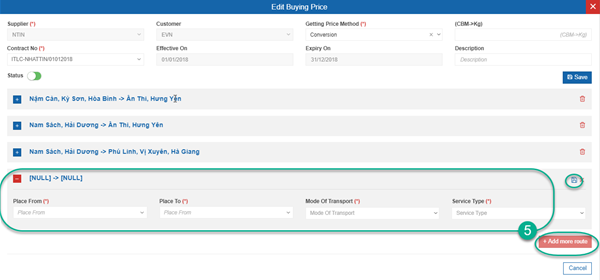 Edit Buying Price
Supplier (*) Customer Getting Price Method (*) (CBM->Kg)
NTIN EVN Conversion (CBM->Kg)
Contract No (*) Effective On Expiry On Description
ITLC-NHATTIN/01012018 01/01/2018 31/12/2018 Description
Status Save
Nậm Cản, Kỳ Sơn, Hòa Bình -> Ân Thi, Hưng Yên
Nam Sách, Hải Dương -> Ân Thi, Hưng Yên
Nam Sách, Hải Dương -> Phú Linh, Vị Xuyên, Hà Giang
[NULL] -> [NULL]
Place From (*) Place To (*) Mode Of Transport (*) Service Type (*)
Place From Place To Mode Of Transport Service Type
5
+ Add more route
Cancel